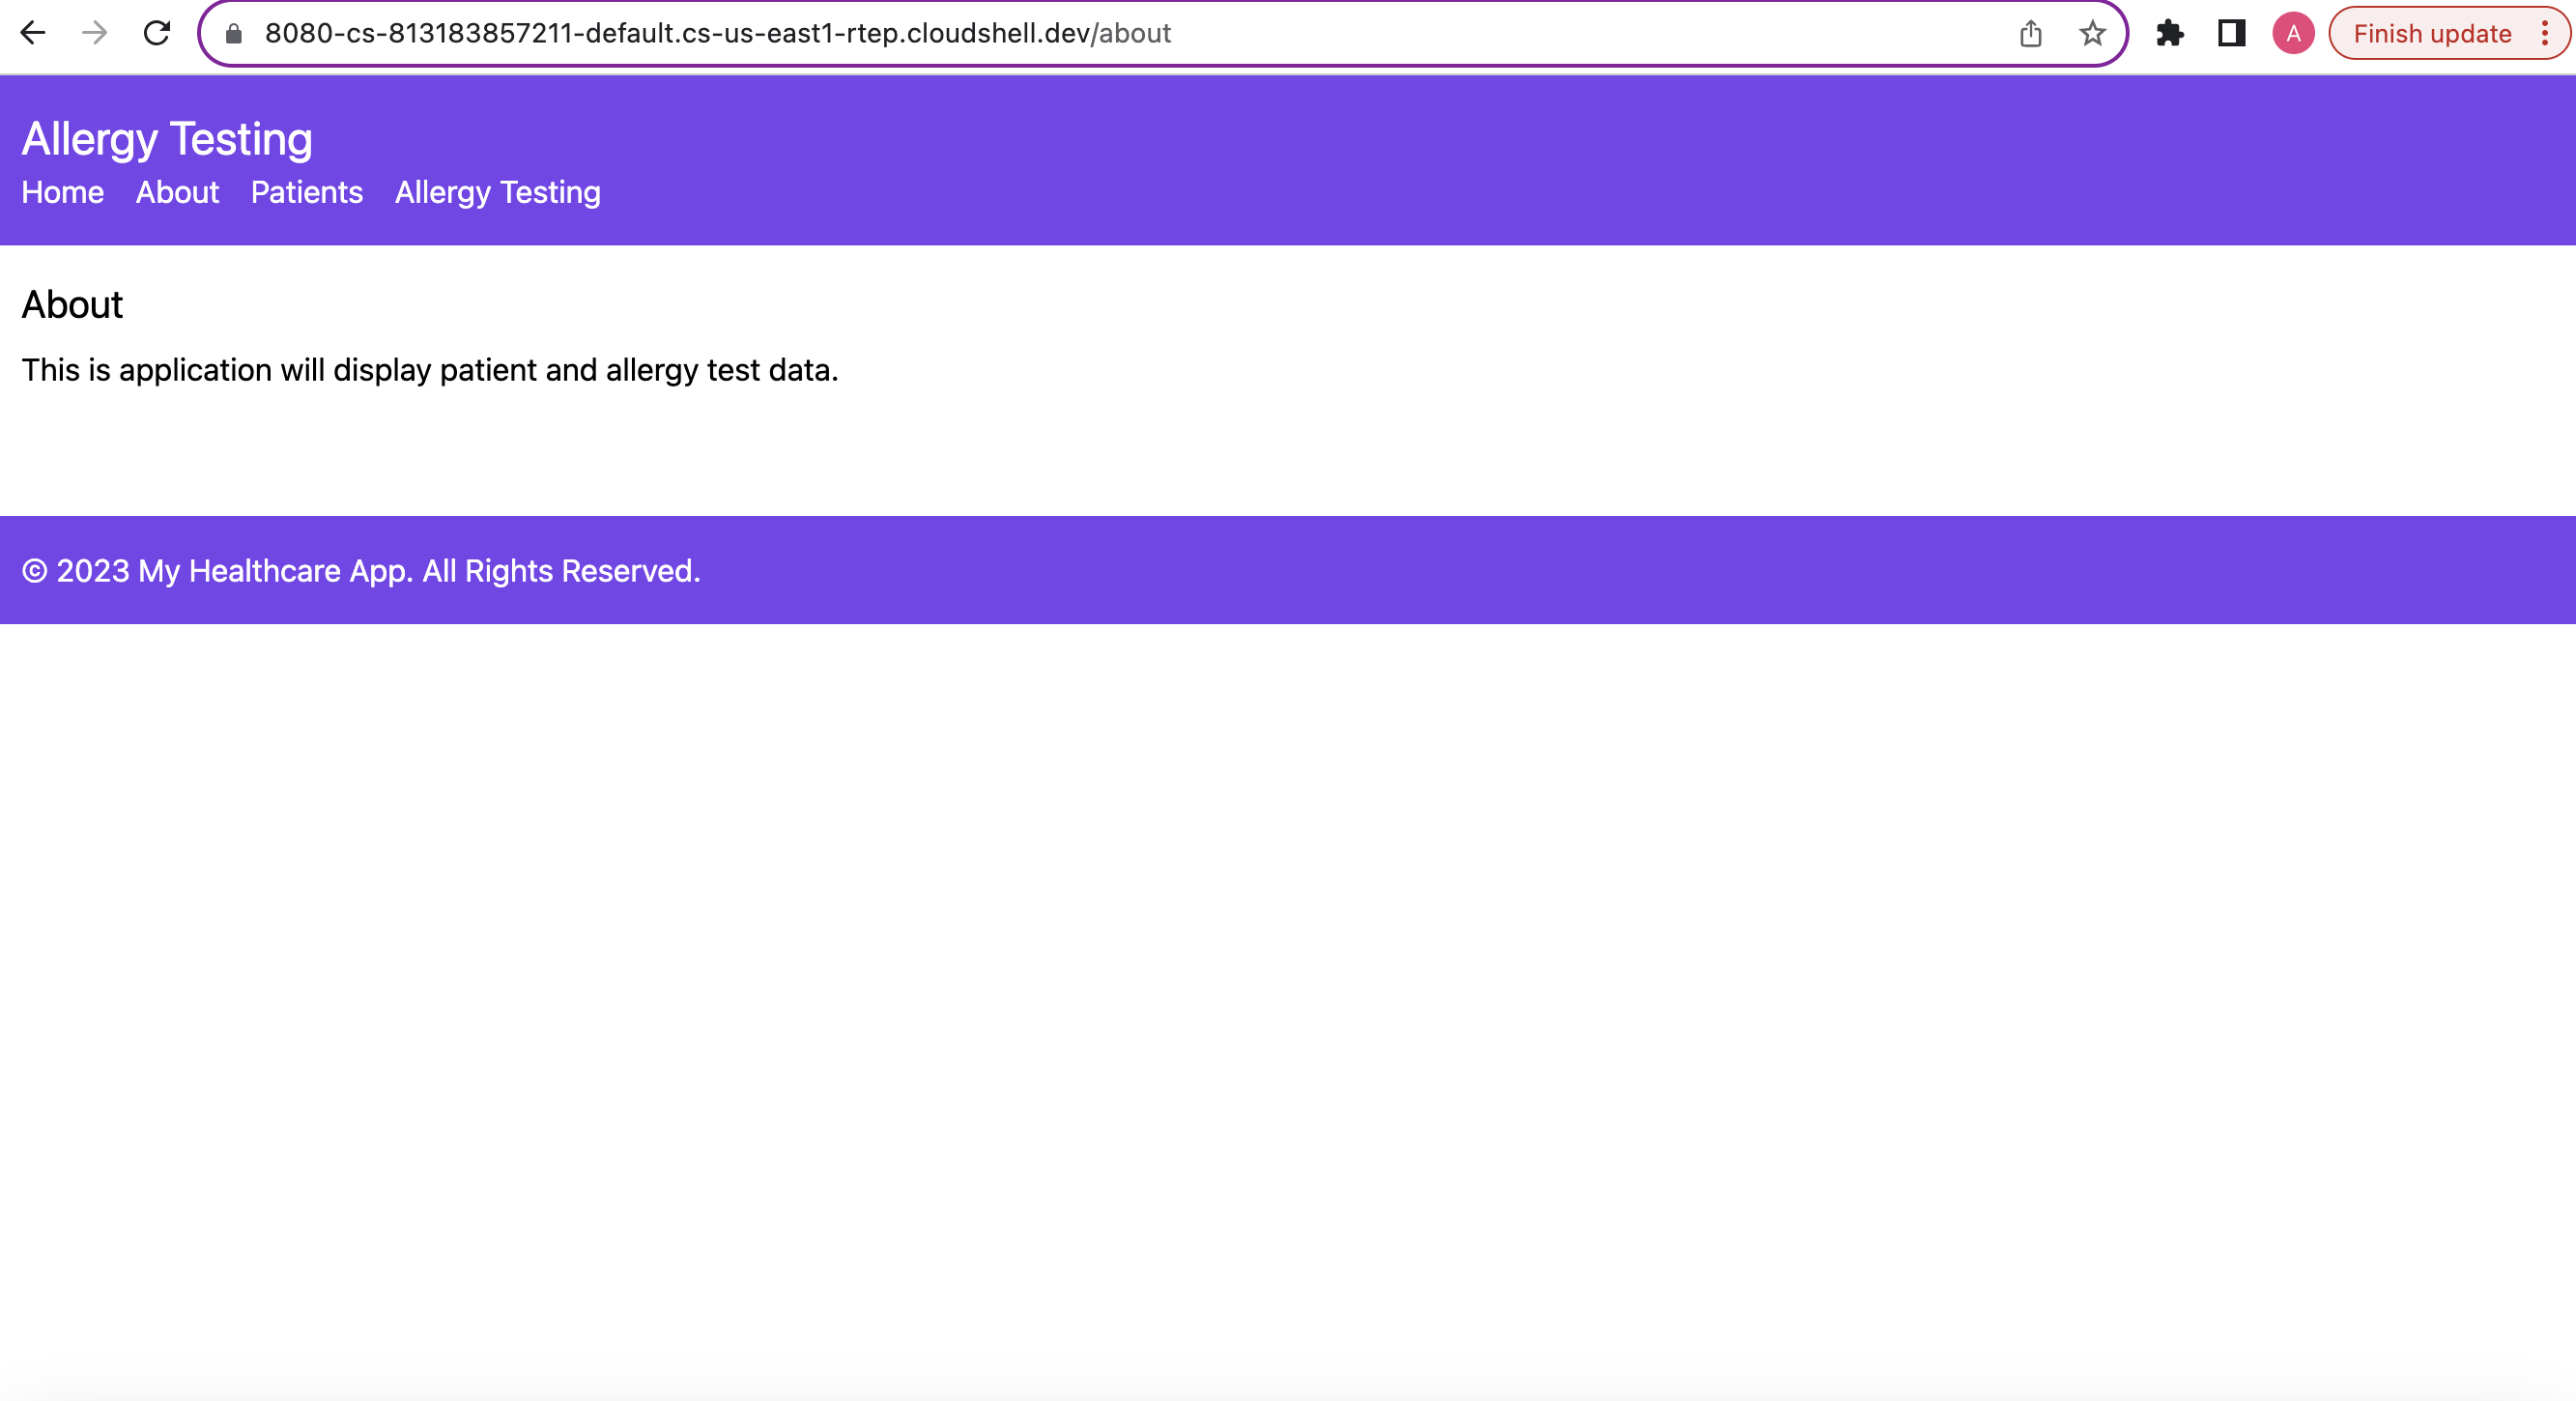 8080-cs-813183857211-default.cs-us-east1-rtep.cloudshell.dev/about
A
Finish update
Allergy Testing
Home About Patients Allergy Testing
About
This is application will display patient and allergy test data.
© 2023 My Healthcare App. All Rights Reserved.